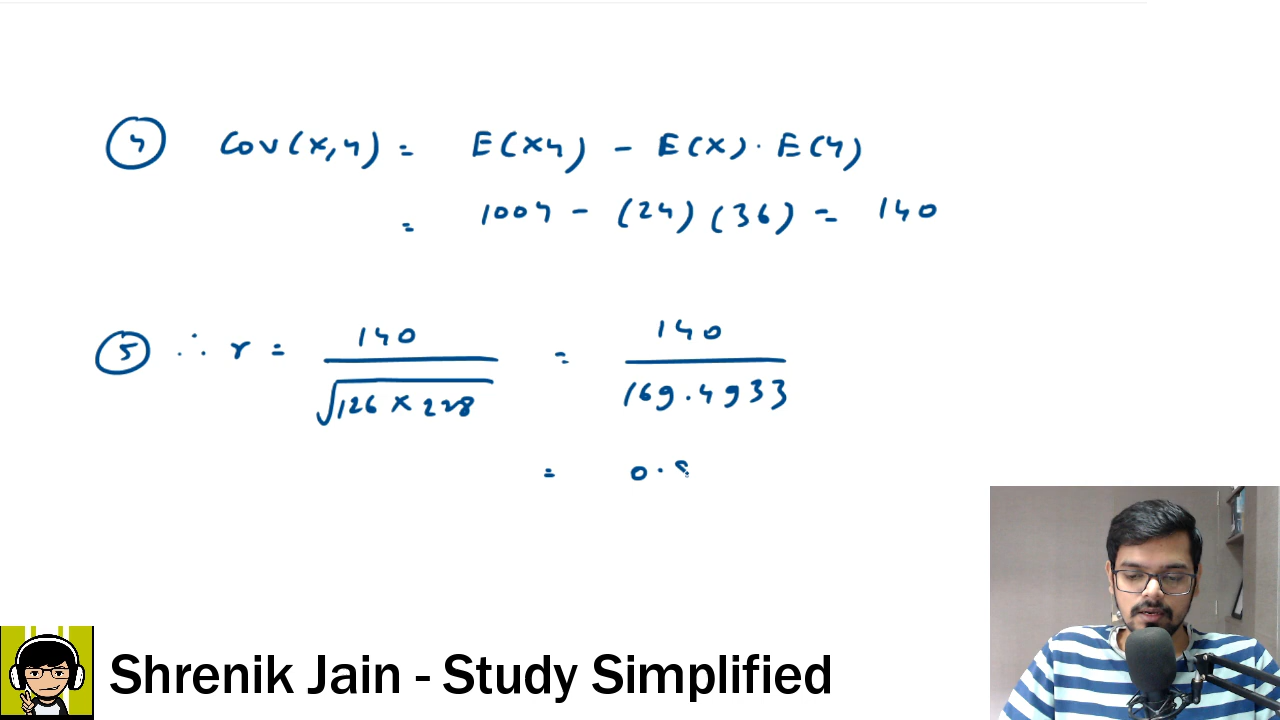 ④ Cov(x,y) = E(xy) - E(x) · E(y)
= 1004 - (24) (36) = 140
⑤ ∴ r = 140 / √126 × 228 = 140 / 169.4933
= 0.8
Shrenik Jain - Study Simplified